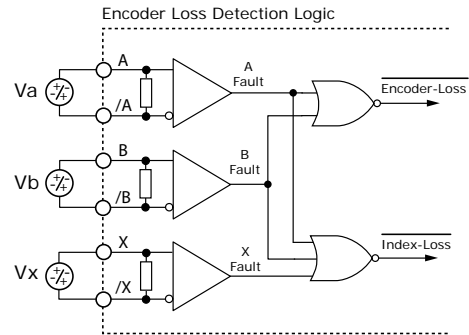 Encoder Loss Detection Logic
A
A
Fault
Encoder-Loss
Va
+/-
-/+
/A
B
B
Fault
Vb
+/-
-/+
/B
X
X
Fault
Index-Loss
Vx
+/-
-/+
/X